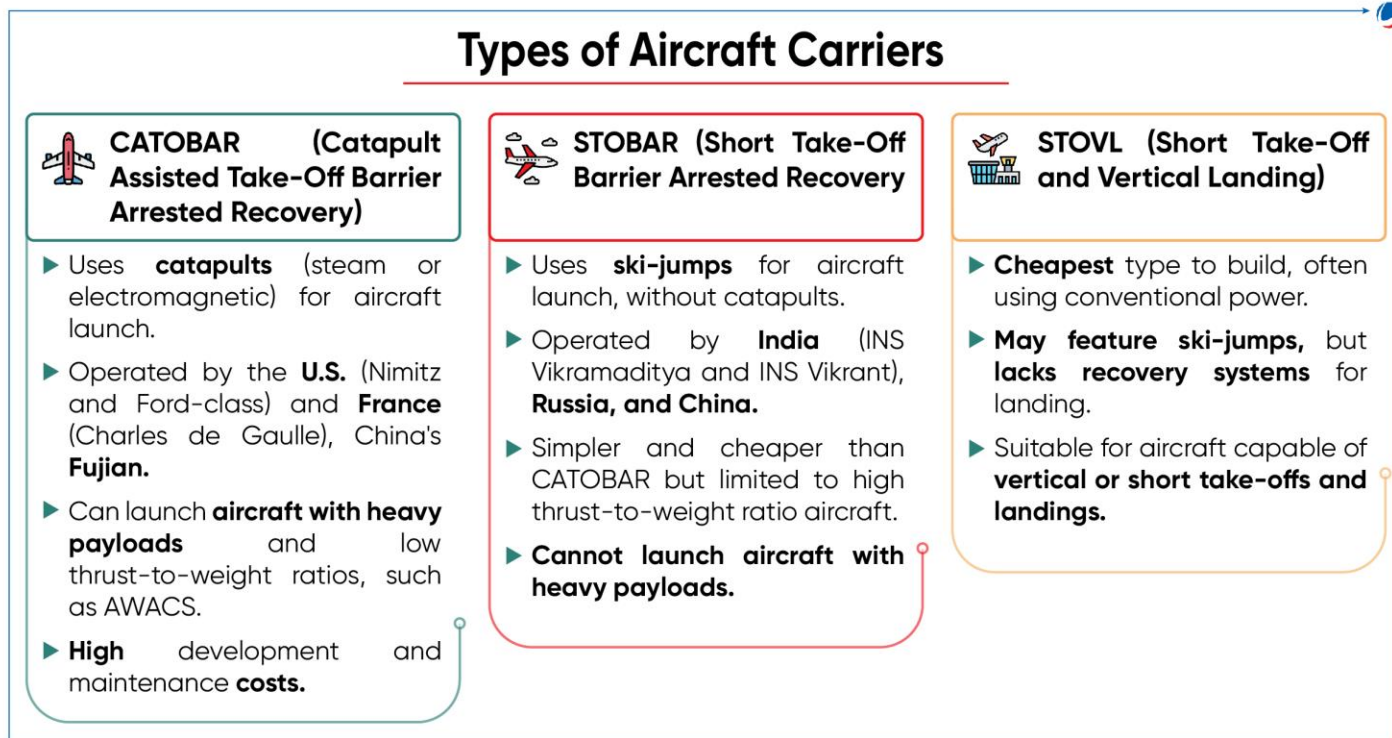 Types of Aircraft Carriers
CATOBAR (Catapult
Assisted Take-Off Barrier
Arrested Recovery)
▶ Uses catapults (steam or
electromagnetic) for aircraft
launch.
▶ Operated by the U.S. (Nimitz
and Ford-class) and France
(Charles de Gaulle), China's
Fujian.
▶ Can launch aircraft with heavy
payloads and low
thrust-to-weight ratios, such
as AWACS.
▶ High development and
maintenance costs.
STOBAR (Short Take-Off
Barrier Arrested Recovery
▶ Uses ski-jumps for aircraft
launch, without catapults.
▶ Operated by India (INS
Vikramaditya and INS Vikrant),
Russia, and China.
▶ Simpler and cheaper than
CATOBAR but limited to high
thrust-to-weight ratio aircraft.
▶ Cannot launch aircraft with
heavy payloads.
STOVL (Short Take-Off
and Vertical Landing)
▶ Cheapest type to build, often
using conventional power.
▶ May feature ski-jumps, but
lacks recovery systems for
landing.
▶ Suitable for aircraft capable of
vertical or short take-offs and
landings.